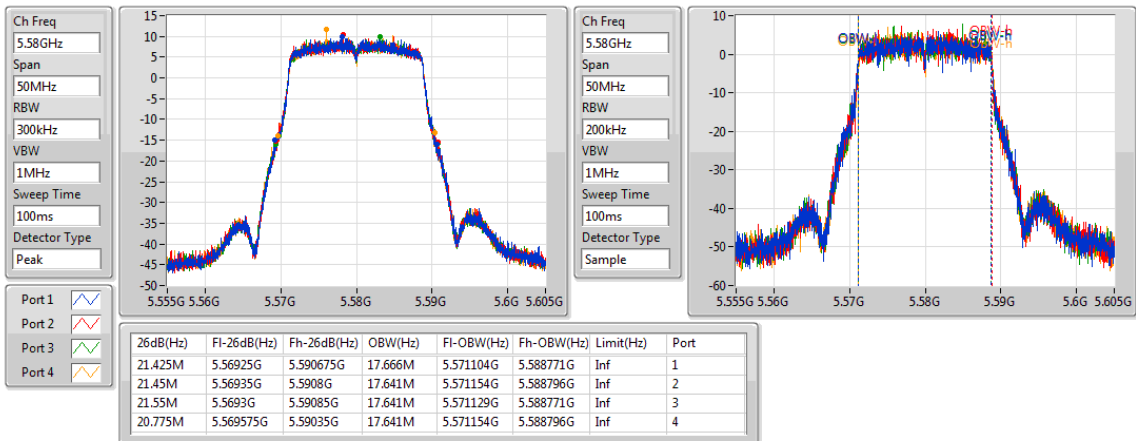 Ch Freq
5.58GHz
Span
50MHz
RBW
300kHz
VBW
1MHz
Sweep Time
100ms
Detector Type
Peak
15
10
5
0
-5
-10
-15
-20
-25
-30
-35
-40
-45
-50
5.5555G 5.56G 5.57G 5.58G 5.59G 5.605G
Ch Freq
5.58GHz
Span
50MHz
RBW
200kHz
VBW
1MHz
Sweep Time
100ms
Detector Type
Sample
10
0
-10
-20
-30
-40
-50
-60
OBW-h
5.5555G 5.56G 5.57G 5.58G 5.59G 5.6G 5.605G
Port 1
Port 2
Port 3
Port 4
26dB(Hz) Fl-26dB(Hz) Fh-26dB(Hz) OBW(Hz) Fl-OBW(Hz) Fh-OBW(Hz) Limit(Hz) Port
21.425M 5.56925G 5.590675G 17.666M 5.571104G 5.588771G Inf 1
21.45M 5.56935G 5.5908G 17.641M 5.571154G 5.588796G Inf 2
21.55M 5.5693G 5.59085G 17.641M 5.571129G 5.588771G Inf 3
20.775M 5.569575G 5.59035G 17.641M 5.571154G 5.588796G Inf 4